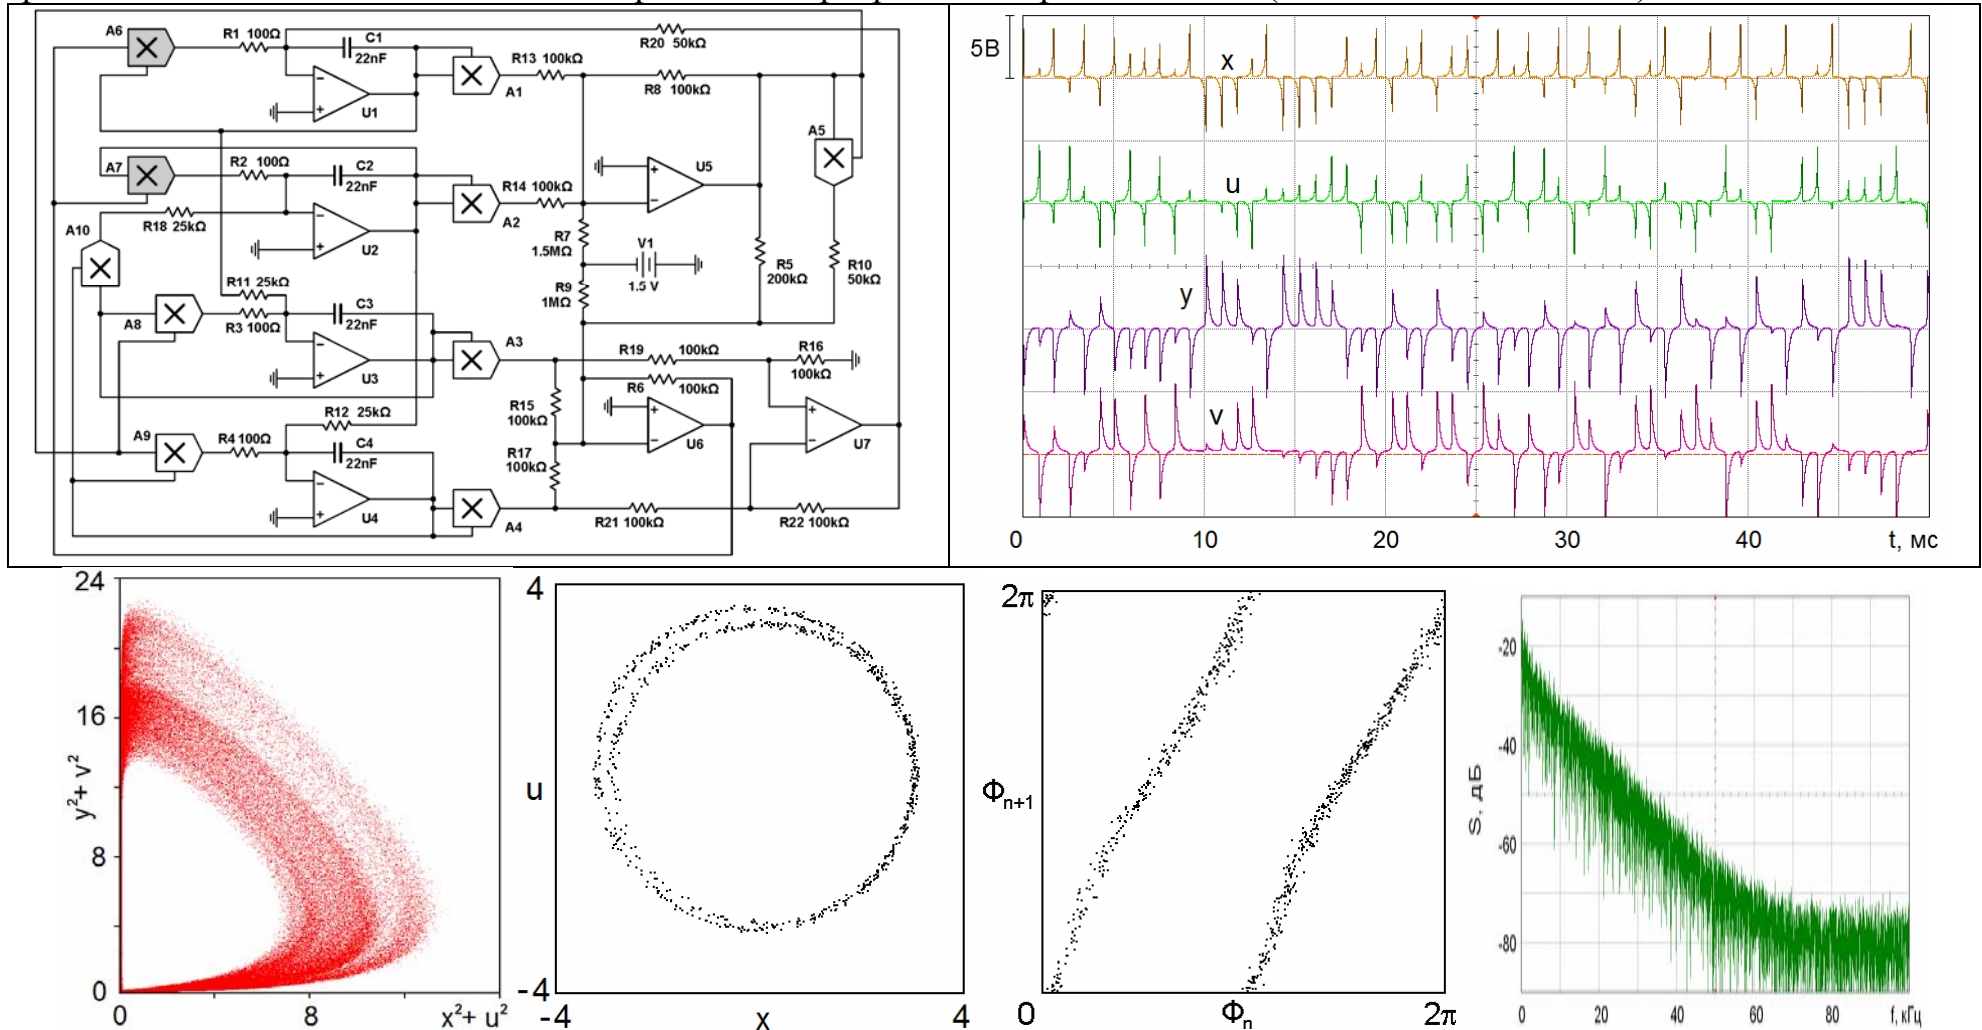 A6
R1 100Ω
C1
22nF
U1
A1
R13 100kΩ
R20 50kΩ
R8 100kΩ
A5
A7
R2 100Ω
C2
22nF
U2
A2
R14 100kΩ
U5
R18 25kΩ
A10
R7
1.5MΩ
V1
1.5 V
R9
1MΩ
R5
200kΩ
R10
50kΩ
R11 25kΩ
A8
R3 100Ω
C3
22nF
U3
A3
R19 100kΩ
R16
100kΩ
R6 100kΩ
R15
100kΩ
U6
U7
R12 25kΩ
A9
R4 100Ω
C4
22nF
U4
A4
R17
100kΩ
R21 100kΩ
R22 100kΩ
5В
x
u
y
v
0 10 20 30 40 t, мс
24
16
8
0
y²+ v²
0 8 x²+ u²
4
u
-4
-4 x 4
2π
Φn+1
0 Φn 2π
-20
-40
-60
-80
S, дБ
0 20 40 60 80 f, кГц